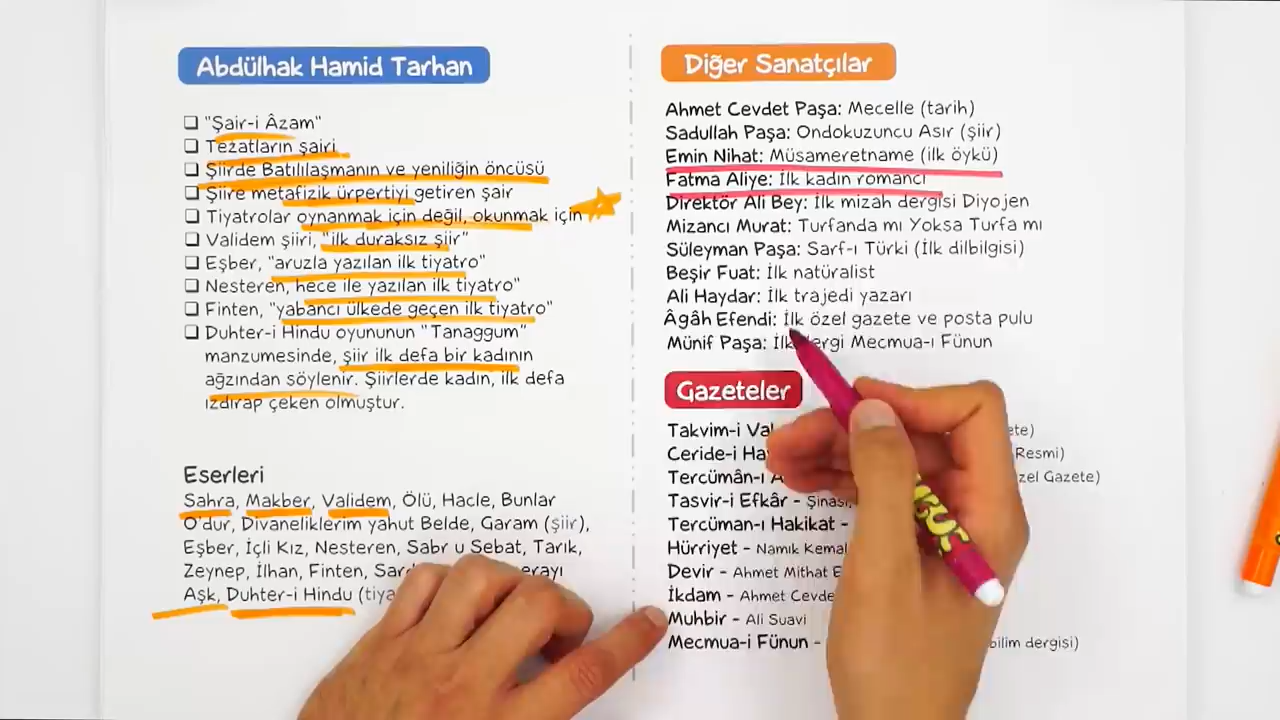 Abdülhak Hamid Tarhan
"Şair-i Âzam"
Tezatların şairi
Şiirde Batılılaşmanın ve yeniliğin öncüsü
Şiire metafizik ürpertiyi getiren şair
Tiyatrolar oynanmak için değil, okunmak için
Validem şiiri, "ilk duraksız şiir"
Eşber, "aruzla yazılan ilk tiyatro"
Nesteren, hece ile yazılan ilk tiyatro"
Finten, "yabancı ülkede geçen ilk tiyatro"
Duhter-i Hindu oyununun "Tanaggum"
manzumesinde, şiir ilk defa bir kadının
ağzından söylenir. Şiirlerde kadın, ilk defa
ızdırap çeken olmuştur.
Eserleri
Sahra, Makber, Validem, Ölü, Hacle, Bunlar
O'dur, Divaneliklerim yahut Belde, Garam (şiir),
Eşber, İçli Kız, Nesteren, Sabr u Sebat, Tarık,
Zeynep, İlhan, Finten,
Aşk, Duhter-i Hindu
Diğer Sanatçılar
Ahmet Cevdet Paşa: Mecelle (tarih)
Sadullah Paşa: Ondokuzuncu Asır (şiir)
Emin Nihat: Müsameretname (ilk öykü)
Fatma Aliye: İlk kadın romancı
Direktör Ali Bey: İlk mizah dergisi Diyojen
Mizancı Murat: Turfanda mı Yoksa Turfa mı
Süleyman Paşa: Sarf-ı Türki (İlk dilbilgisi)
Beşir Fuat: İlk natüralist
Ali Haydar: İlk trajedi yazarı
Âgâh Efendi: İlk özel gazete ve posta pulu
Münif Paşa: İlk dergi Mecmua-ı Fünun
Gazeteler
Takvim-i
Ceride-i Resmi)
Tercümân-ı Gazete)
Tasvir-i Efkâr - Şinasi
Tercüman-ı Hakikat -
Hürriyet - Namık Kemal
Devir - Ahmet Mithat
İkdam - Ahmet
Muhbir - Ali Suavi
Mecmua-i Fünun - dergisi)